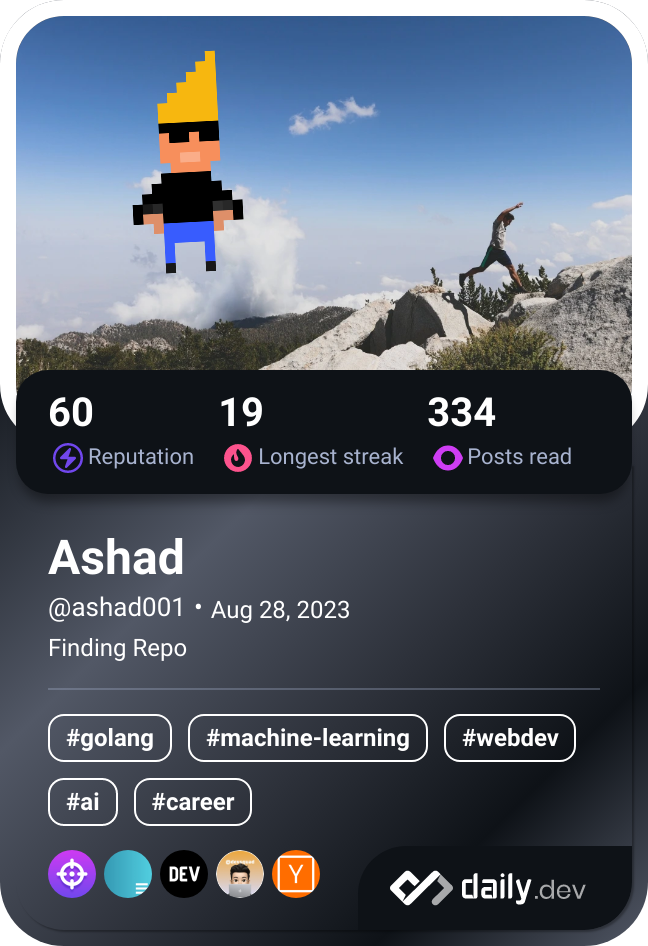 60 19 334
Reputation Longest streak Posts read
Ashad
@ashad001 • Aug 28, 2023
Finding Repo
#golang #machine-learning #webdev
#ai #career
DEV Y daily.dev